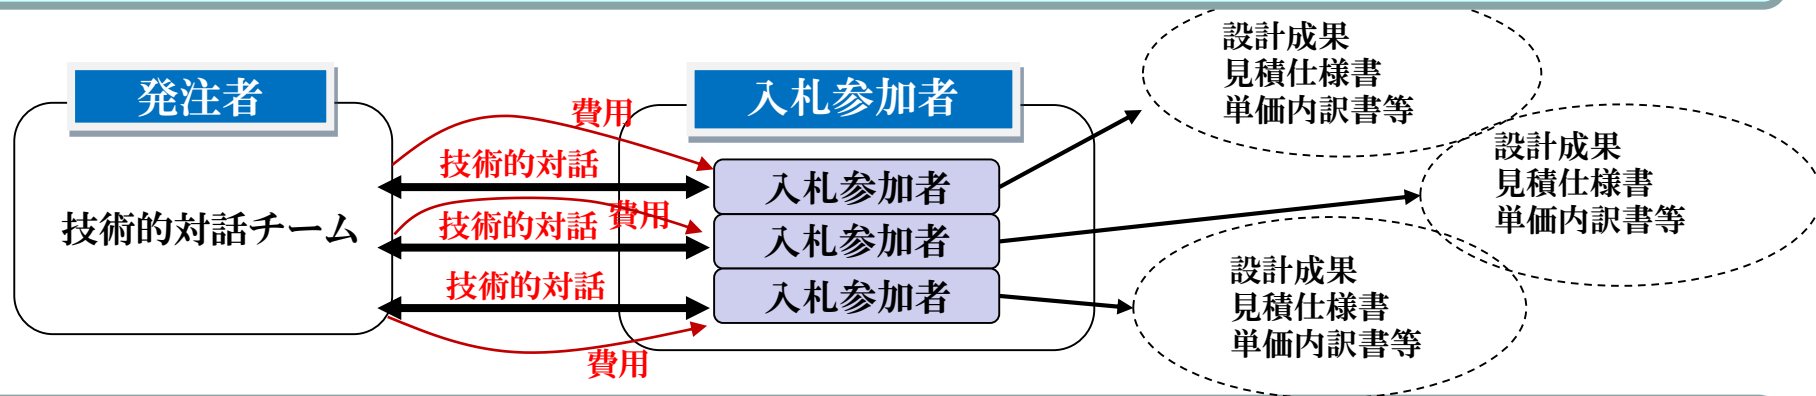 発注者
技術的対話チーム
費用
技術的対話
費用
技術的対話
技術的対話
費用
入札参加者
入札参加者
入札参加者
入札参加者
設計成果
見積仕様書
単価内訳書等
設計成果
見積仕様書
単価内訳書等
設計成果
見積仕様書
単価内訳書等